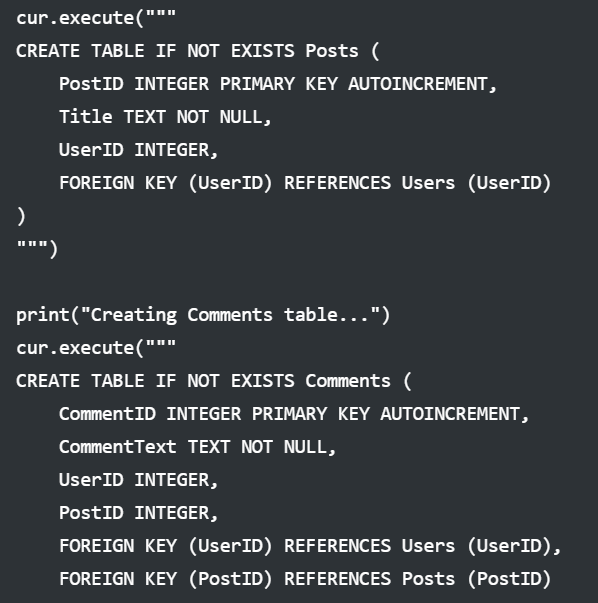 cur.execute("""
CREATE TABLE IF NOT EXISTS Posts (
    PostID INTEGER PRIMARY KEY AUTOINCREMENT,
    Title TEXT NOT NULL,
    UserID INTEGER,
    FOREIGN KEY (UserID) REFERENCES Users (UserID)
)
""")

print("Creating Comments table...")
cur.execute("""
CREATE TABLE IF NOT EXISTS Comments (
    CommentID INTEGER PRIMARY KEY AUTOINCREMENT,
    CommentText TEXT NOT NULL,
    UserID INTEGER,
    PostID INTEGER,
    FOREIGN KEY (UserID) REFERENCES Users (UserID),
    FOREIGN KEY (PostID) REFERENCES Posts (PostID)